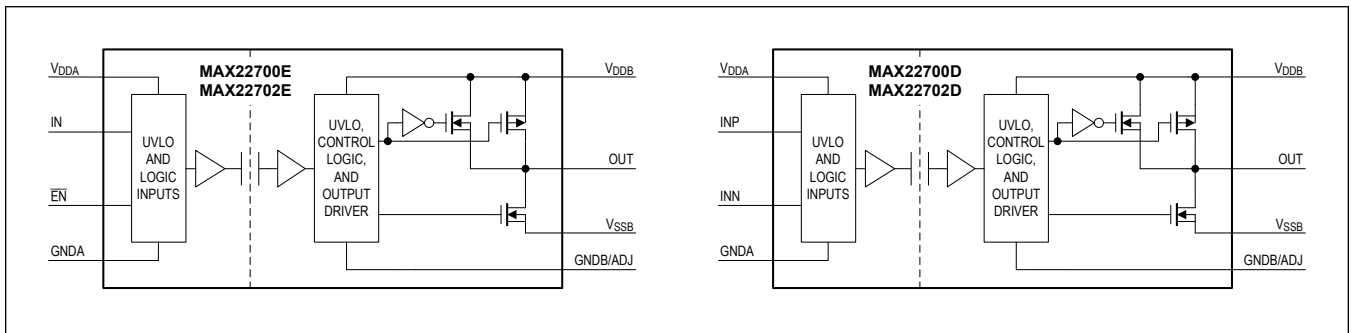 MAX22700E
MAX22702E
VDDA
IN
EN
GNDA
UVLO
AND
LOGIC
INPUTS
UVLO,
CONTROL
LOGIC,
AND
OUTPUT
DRIVER
VDDB
OUT
VSSB
GNDB/ADJ
MAX22700D
MAX22702D
VDDA
INP
INN
GNDA
UVLO
AND
LOGIC
INPUTS
UVLO,
CONTROL
LOGIC,
AND
OUTPUT
DRIVER
VDDB
OUT
VSSB
GNDB/ADJ